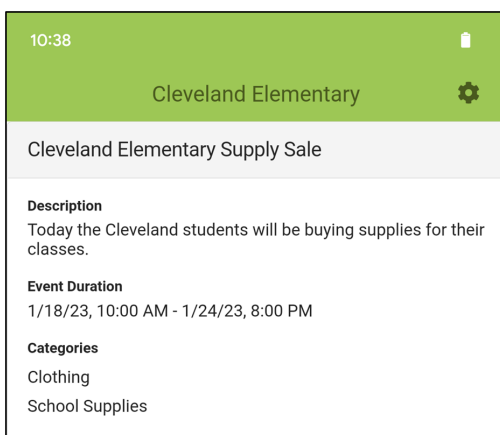 10:38
Cleveland Elementary
Cleveland Elementary Supply Sale
Description
Today the Cleveland students will be buying supplies for their
classes.
Event Duration
1/18/23, 10:00 AM - 1/24/23, 8:00 PM
Categories
Clothing
School Supplies